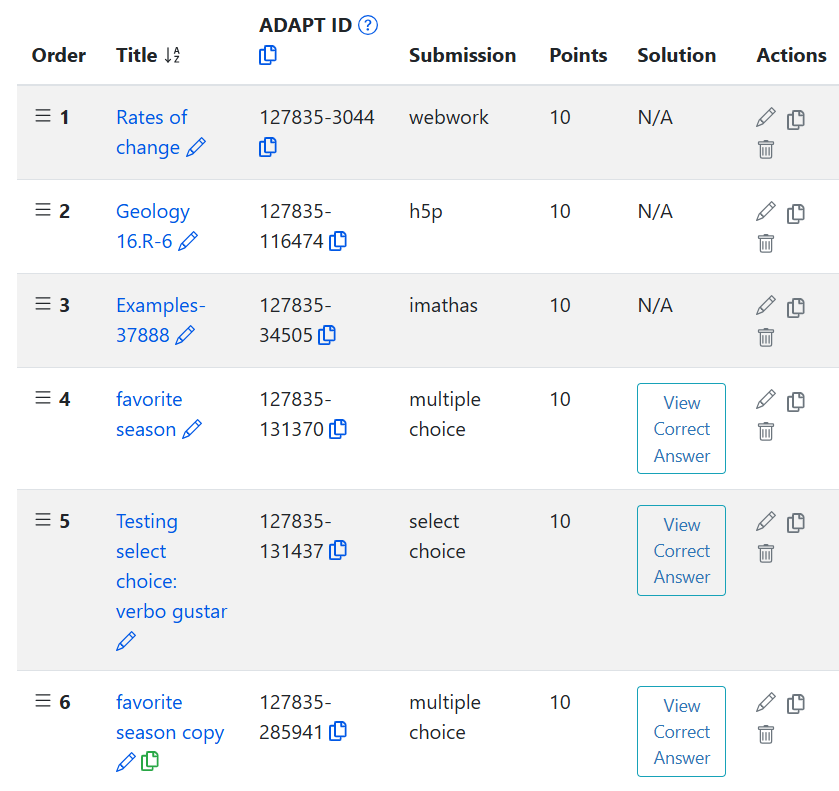 ADAPT ID ?
Order Title Submission Points Solution Actions
1 Rates of 127835-3044 webwork 10 N/A
change
2 Geology 127835- h5p 10 N/A
16.R-6 116474
3 Examples- 127835- imathas 10 N/A
37888 34505
4 favorite 127835- multiple 10 View
season 131370 choice Correct
Answer
5 Testing 127835- select 10 View
select 131437 choice Correct
choice: Answer
verbo gustar
6 favorite 127835- multiple 10 View
season copy 285941 choice Correct
Answer